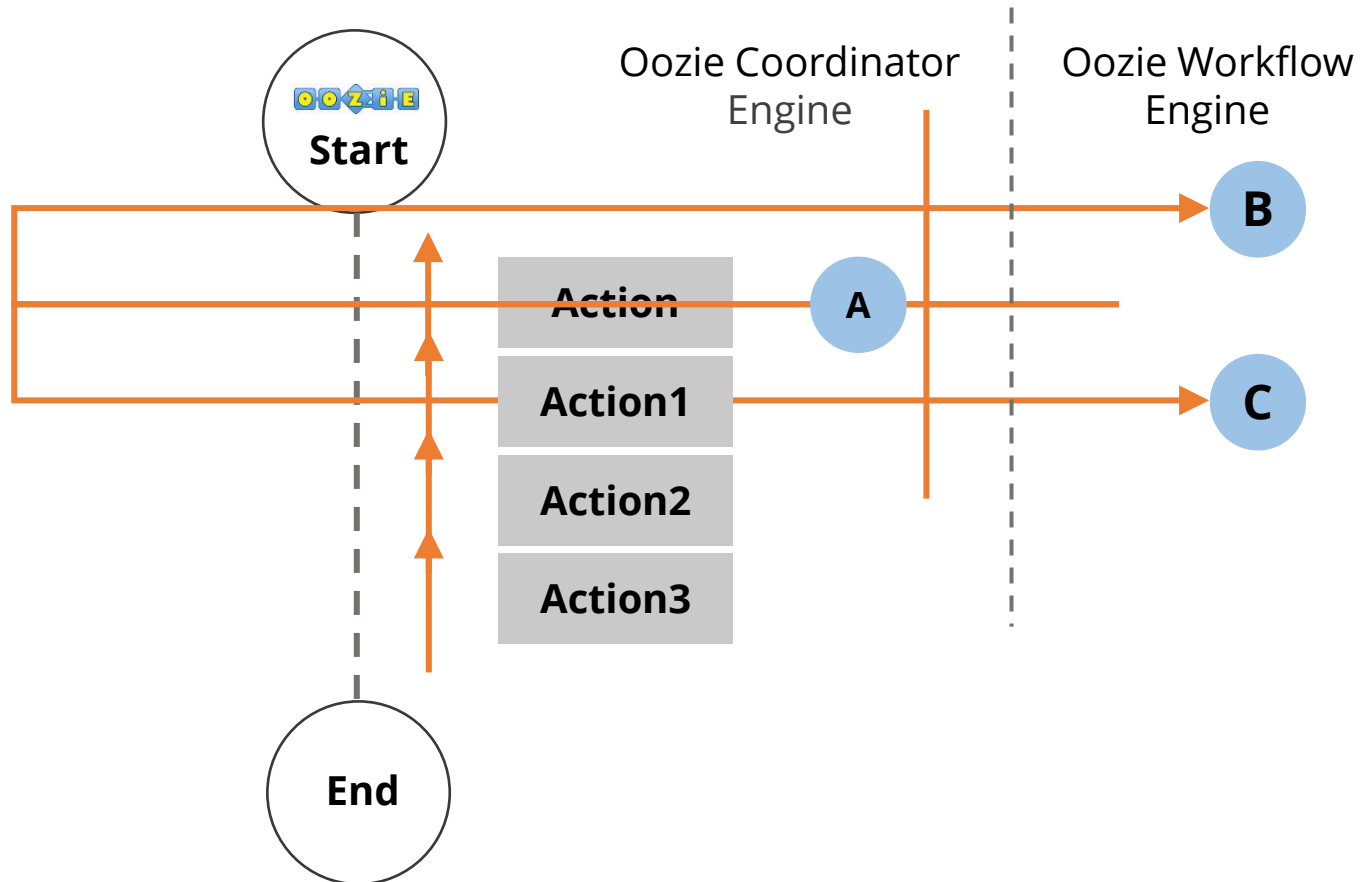 OOZiE
Start
Oozie Coordinator
Engine
Oozie Workflow
Engine
B
Action
A
Action1
C
Action2
Action3
End